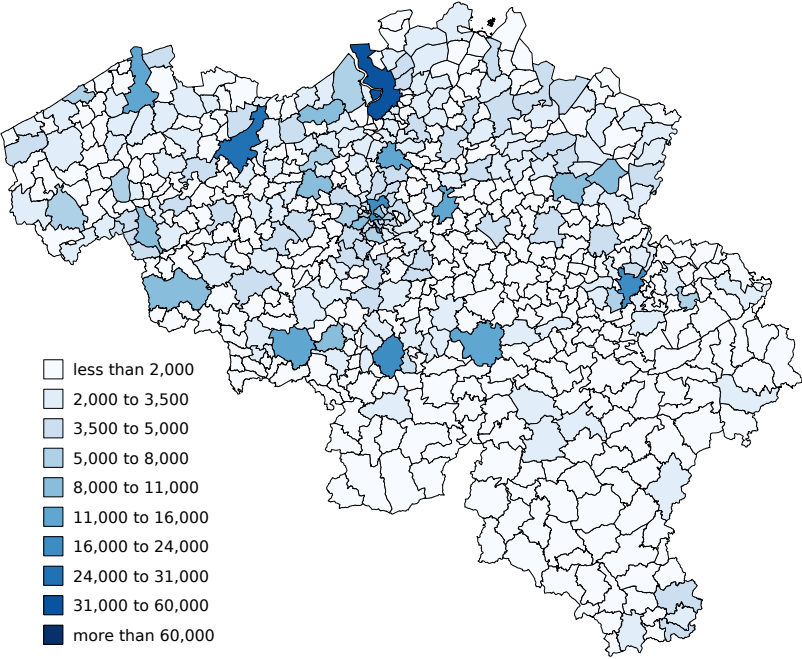 less than 2,000
2,000 to 3,500
3,500 to 5,000
5,000 to 8,000
8,000 to 11,000
11,000 to 16,000
16,000 to 24,000
24,000 to 31,000
31,000 to 60,000
more than 60,000